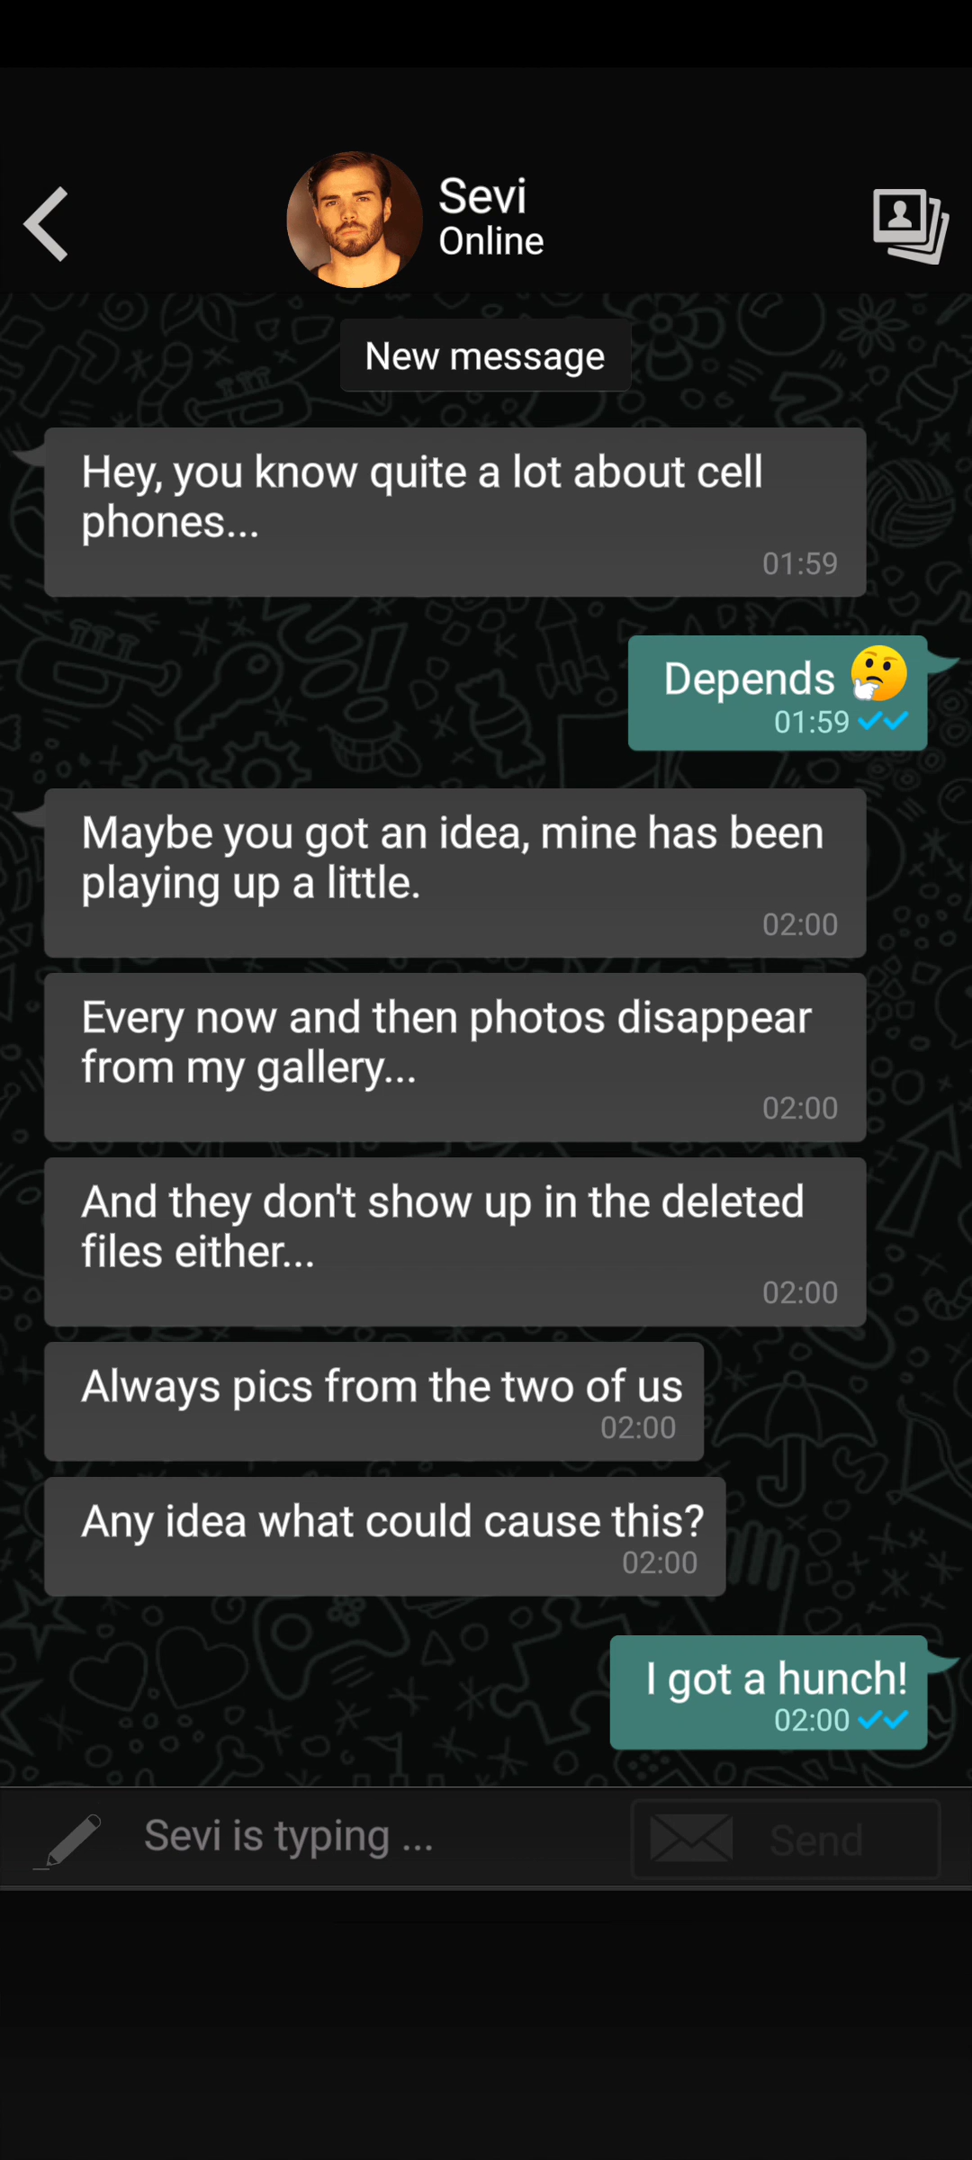 Sevi
Online
New message
Hey, you know quite a lot about cell
phones...
01:59
Depends 🤔
01:59
Maybe you got an idea, mine has been
playing up a little.
02:00
Every now and then photos disappear
from my gallery...
02:00
And they don't show up in the deleted
files either...
02:00
Always pics from the two of us
02:00
Any idea what could cause this?
02:00
I got a hunch!
02:00
Sevi is typing ...
Send